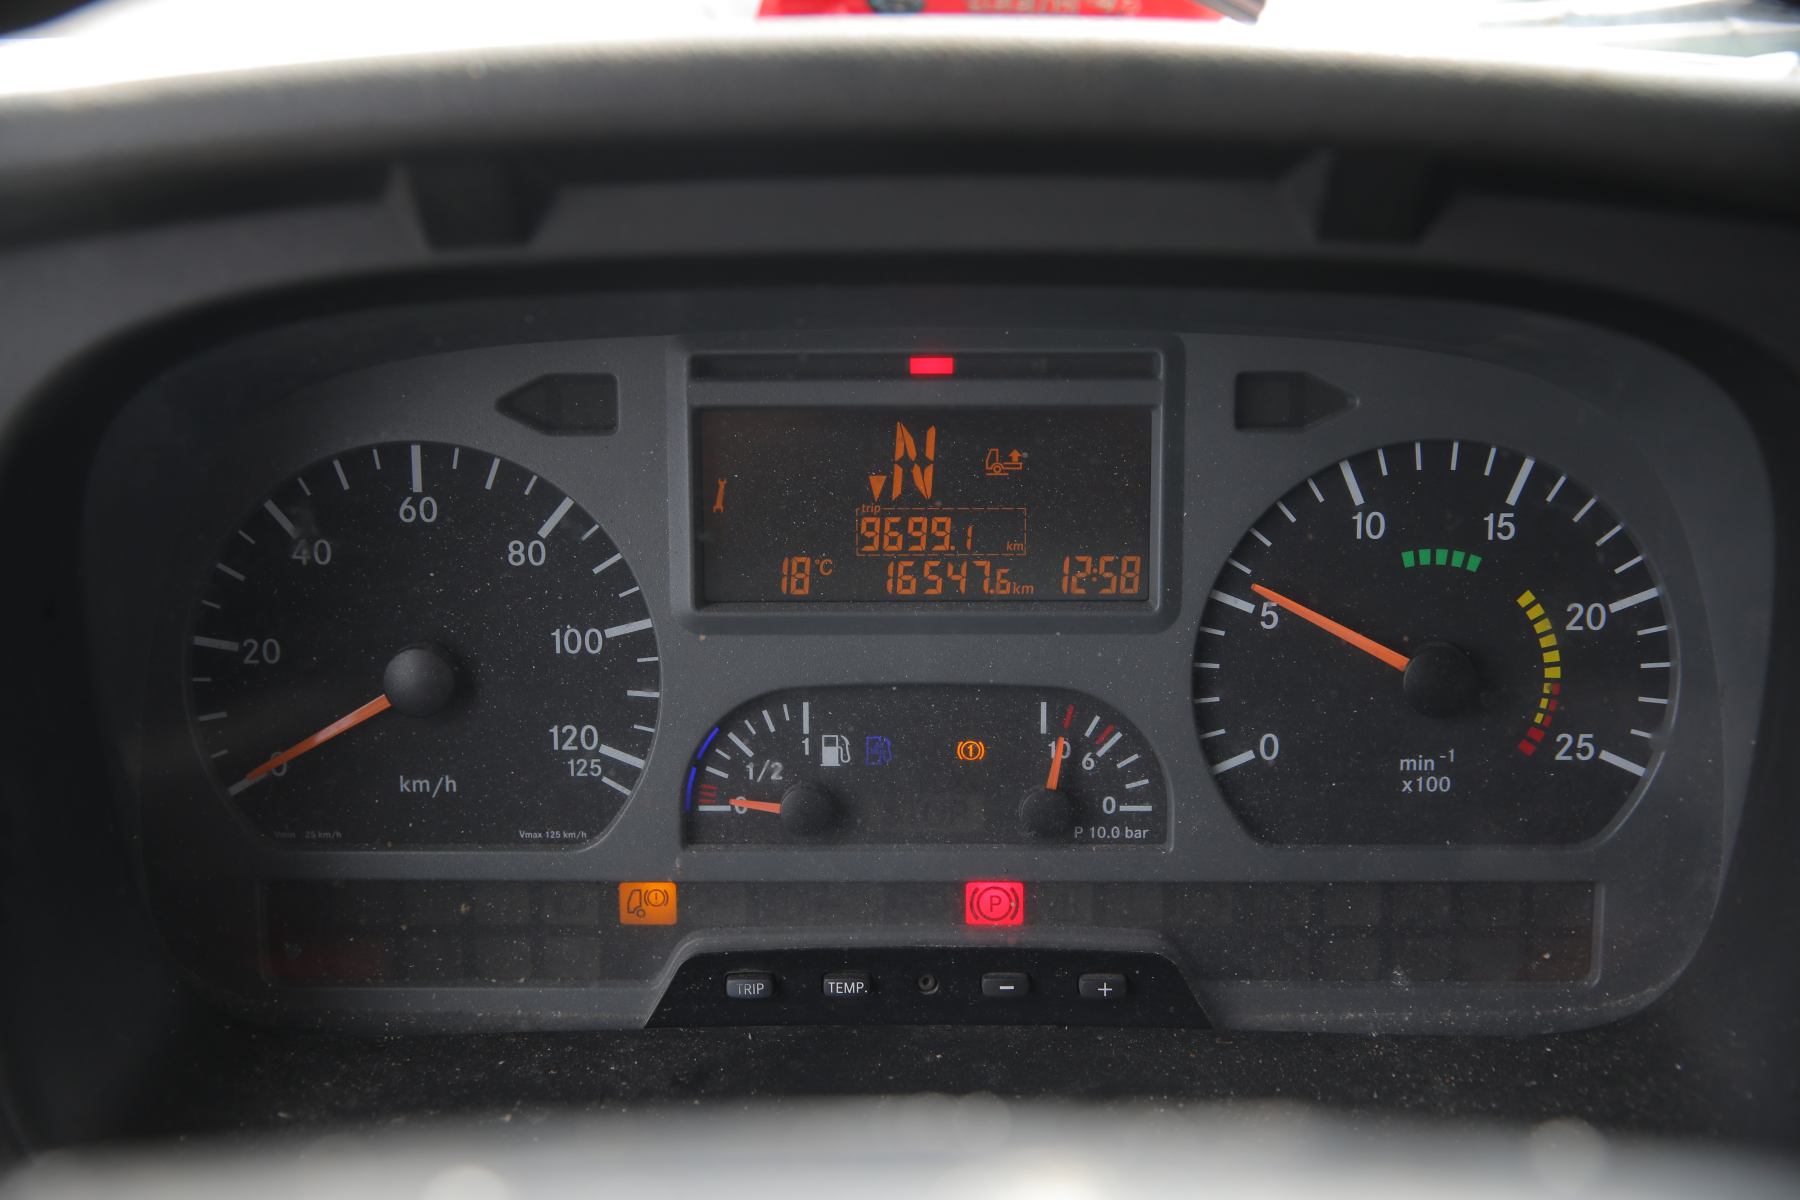 N
trip
9699.1 km
18 °C 16547.6 km 12:58
0
20
40
60
80
100
120
125
km/h
Vmin 25 km/h
Vmax 125 km/h
0
1/2
1
10
6
0
P 10.0 bar
0
5
10
15
20
25
min⁻¹
x100
P
TRIP
TEMP.
−
+